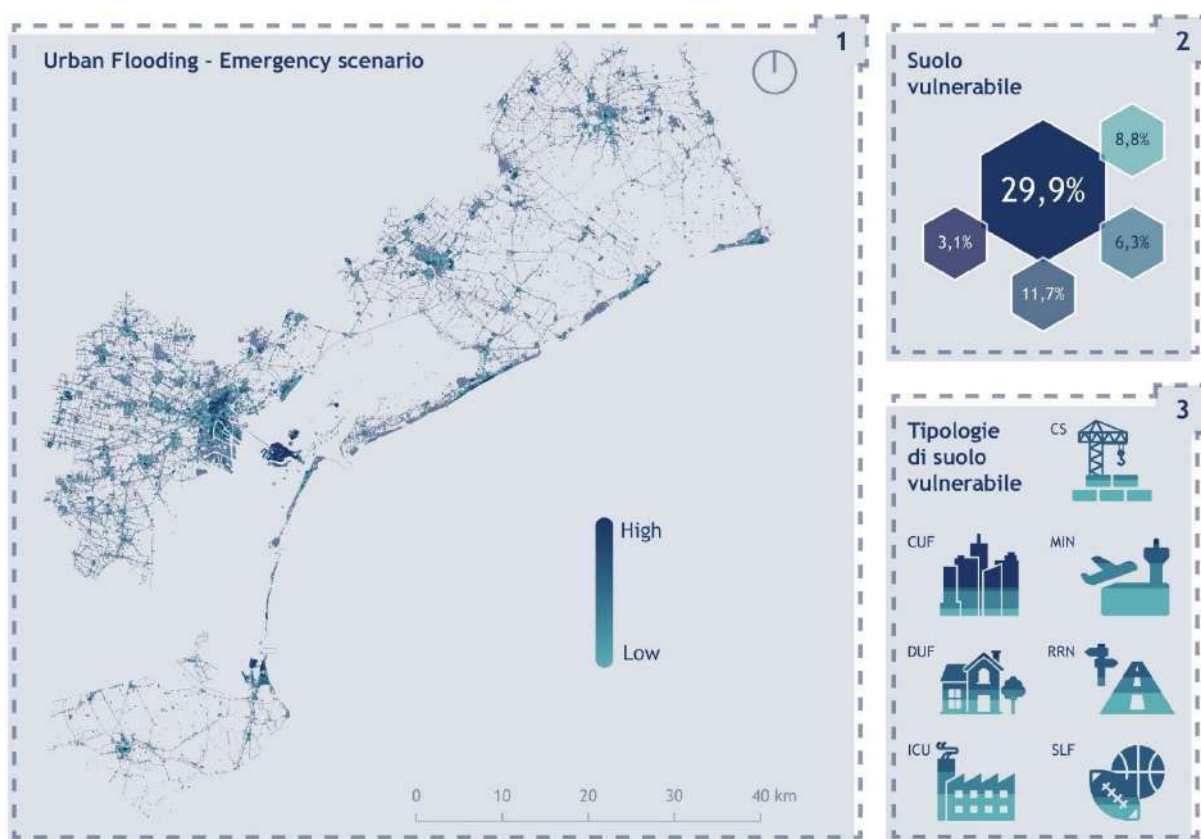 1
Urban Flooding - Emergency scenario
High
Low
0 10 20 30 40 km
2
Suolo
vulnerabile
8,8%
29,9%
3,1%
6,3%
11,7%
3
Tipologie
di suolo
vulnerabile
CS
CUF
MIN
DUF
RRN
ICU
SLF